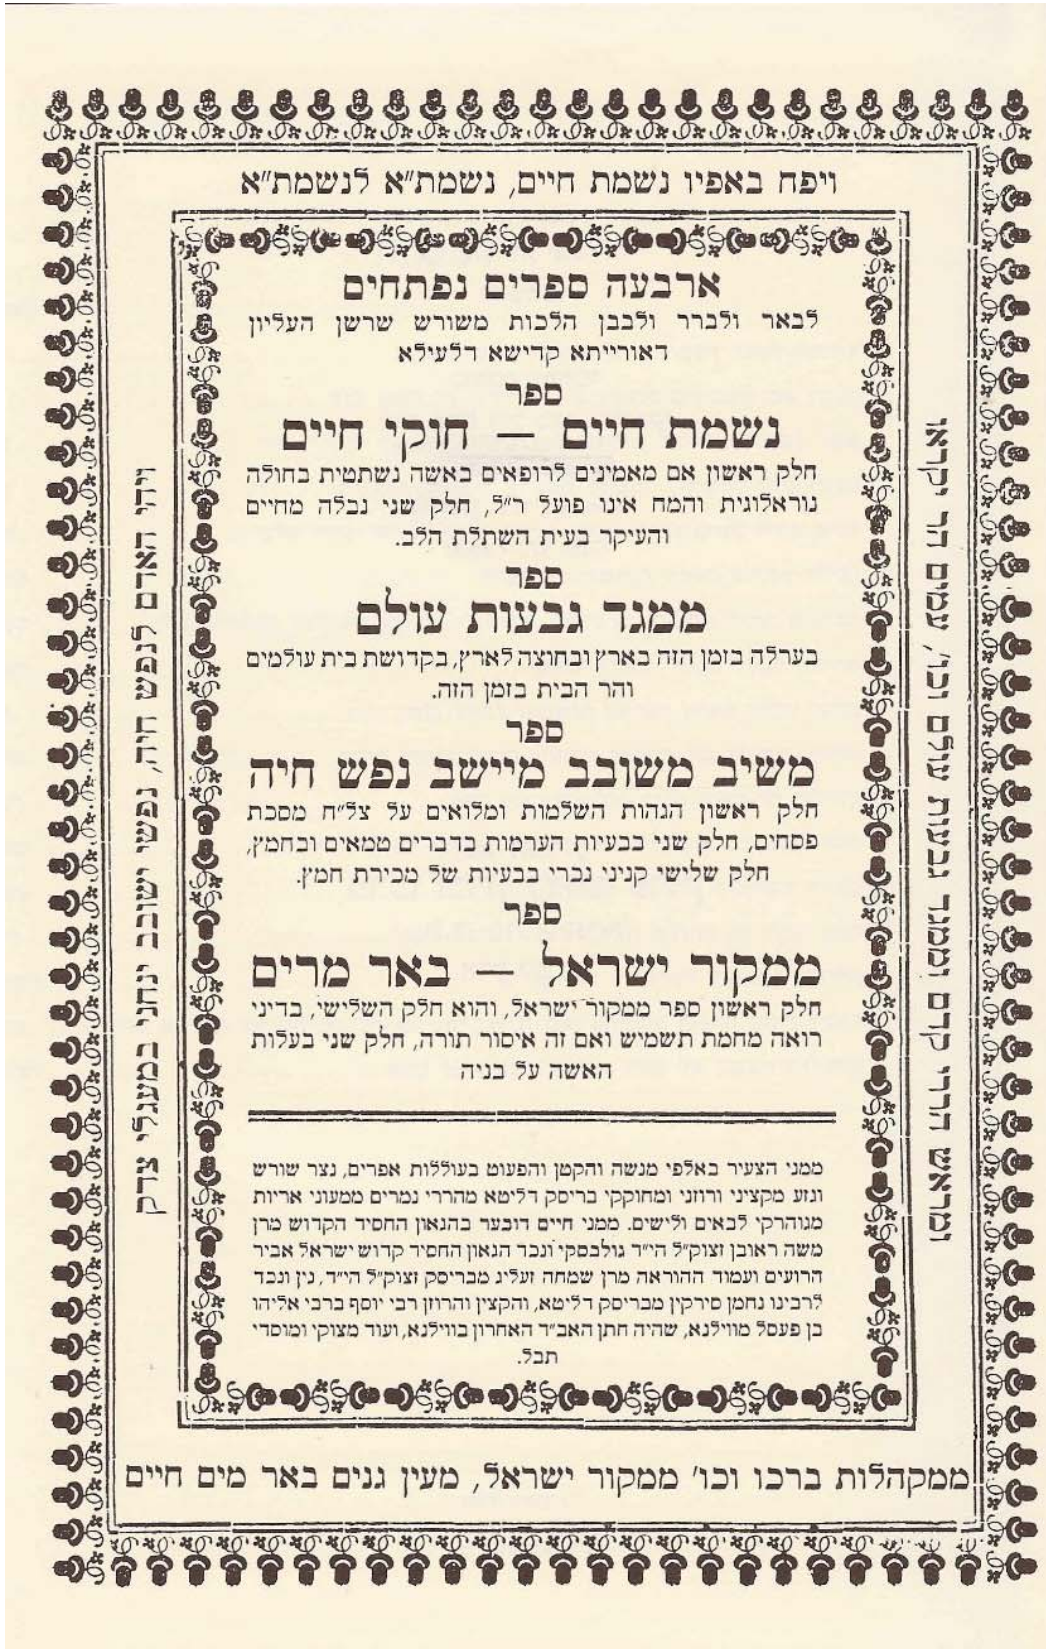 ויפח באפיו נשמת חיים, נשמת״א לנשמת״א
ארבעה ספרים נפתחים
לבאר ולברר ולבבן הלכות משורש שרשן העליון
דאורייתא קדישא דלעילא
ספר
נשמת חיים — חוקי חיים
חלק ראשון אם מאמינים לרופאים באשה נשתטית בחולה
נוראלוגית והמח אינו פועל ר״ל, חלק שני נבלה מחיים
והעיקר בעית השתלת הלב.
ספר
ממגד גבעות עולם
בערלה בזמן הזה בארץ ובחוצה לארץ, בקדושת בית עולמים
והר הבית בזמן הזה.
ספר
משיב משובב מיישב נפש חיה
חלק ראשון הגהות השלמות ומלואים על צל״ח מסכת
פסחים, חלק שני בבעיות הערמות בדברים טמאים ובחמץ,
חלק שלישי קניני נכרי בבעיות של מכירת חמץ.
ספר
ממקור ישראל — באר מרים
חלק ראשון ספר ממקור ישראל, והוא חלק השלישי, בדיני
רואה מחמת תשמיש ואם זה איסור תורה, חלק שני בעלות
האשה על בניה
ממני הצעיר באלפי מנשה והקטן והפעוט בעוללות אפרים, נצר שורש
וגזע מקציני ורוזני ומחוקקי בריסק דליטא מהררי נמרים ממעוני אריות
מגוהרקי לבאים ולישים. ממני חיים דובער בהגאון החסיד הקדוש מרן
משה ראובן זצוק״ל הי״ד גולבסקי ונכד הגאון החסיד קדוש ישראל אביר
הרועים ועמוד ההוראה מרן שמחה זעליג מבריסק זצוק״ל הי״ד, נין ונכד
לרבינו נחמן סירקין מבריסק דליטא, והקצין והרוזן רבי יוסף ברבי אליהו
בן פעסל מווילנא, שהיה חתן האב״ד האחרון בווילנא, ועוד מצוקי ומוסדי
תבל.
ממקהלות ברכו וכו׳ ממקור ישראל, מעין גנים באר מים חיים
ומראש הררי קדם וממגד גבעות עולם וכו׳, עמים הר יקראו
ויהי האדם לנפש חיה, נפשי ישובב ינחני במעגלי צדק